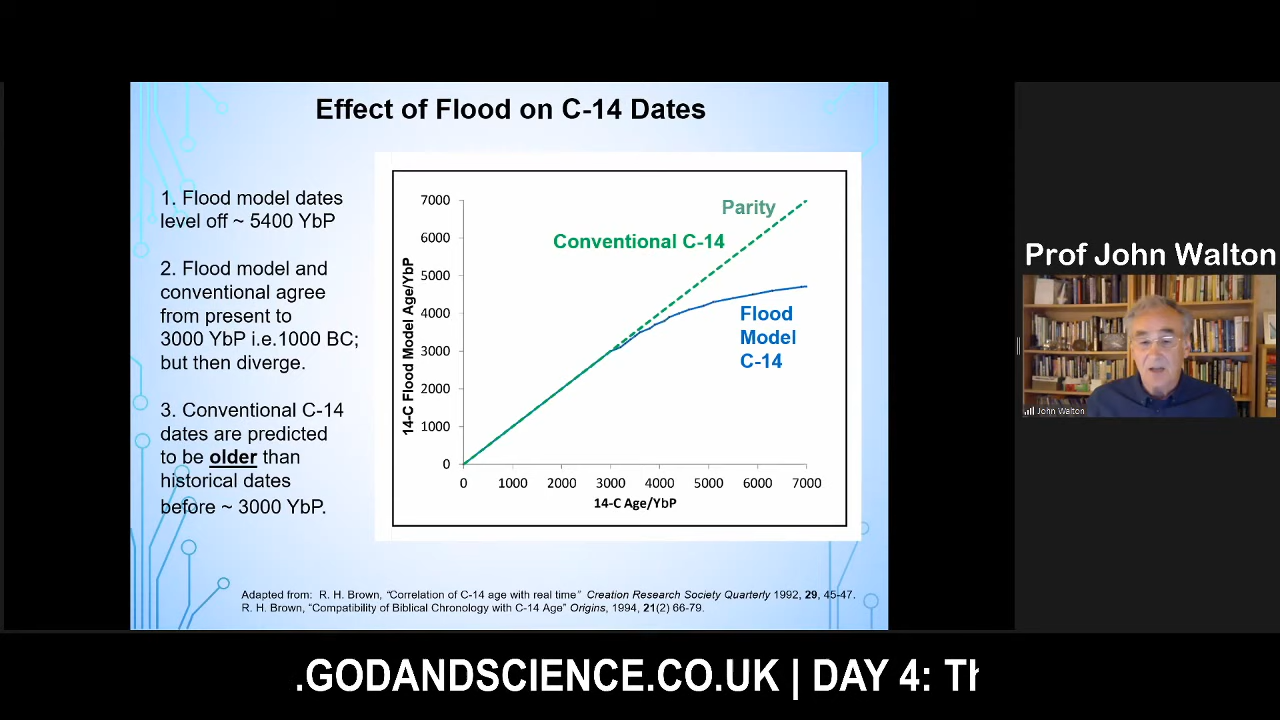 Effect of Flood on C-14 Dates
1. Flood model dates
level off ~ 5400 YbP
2. Flood model and
conventional agree
from present to
3000 YbP i.e.1000 BC;
but then diverge.
3. Conventional C-14
dates are predicted
to be older than
historical dates
before ~ 3000 YbP.
14-C Flood Model Age/YbP
7000
6000
5000
4000
3000
2000
1000
0
Parity
Conventional C-14
Flood
Model
C-14
0 1000 2000 3000 4000 5000 6000 7000
14-C Age/YbP
Adapted from: R. H. Brown, “Correlation of C-14 age with real time” Creation Research Society Quarterly 1992, 29, 45-47.
R. H. Brown, “Compatibility of Biblical Chronology with C-14 Age” Origins, 1994, 21(2) 66-79.
Prof John Walton
John Walton
.GODANDSCIENCE.CO.UK | DAY 4: Th